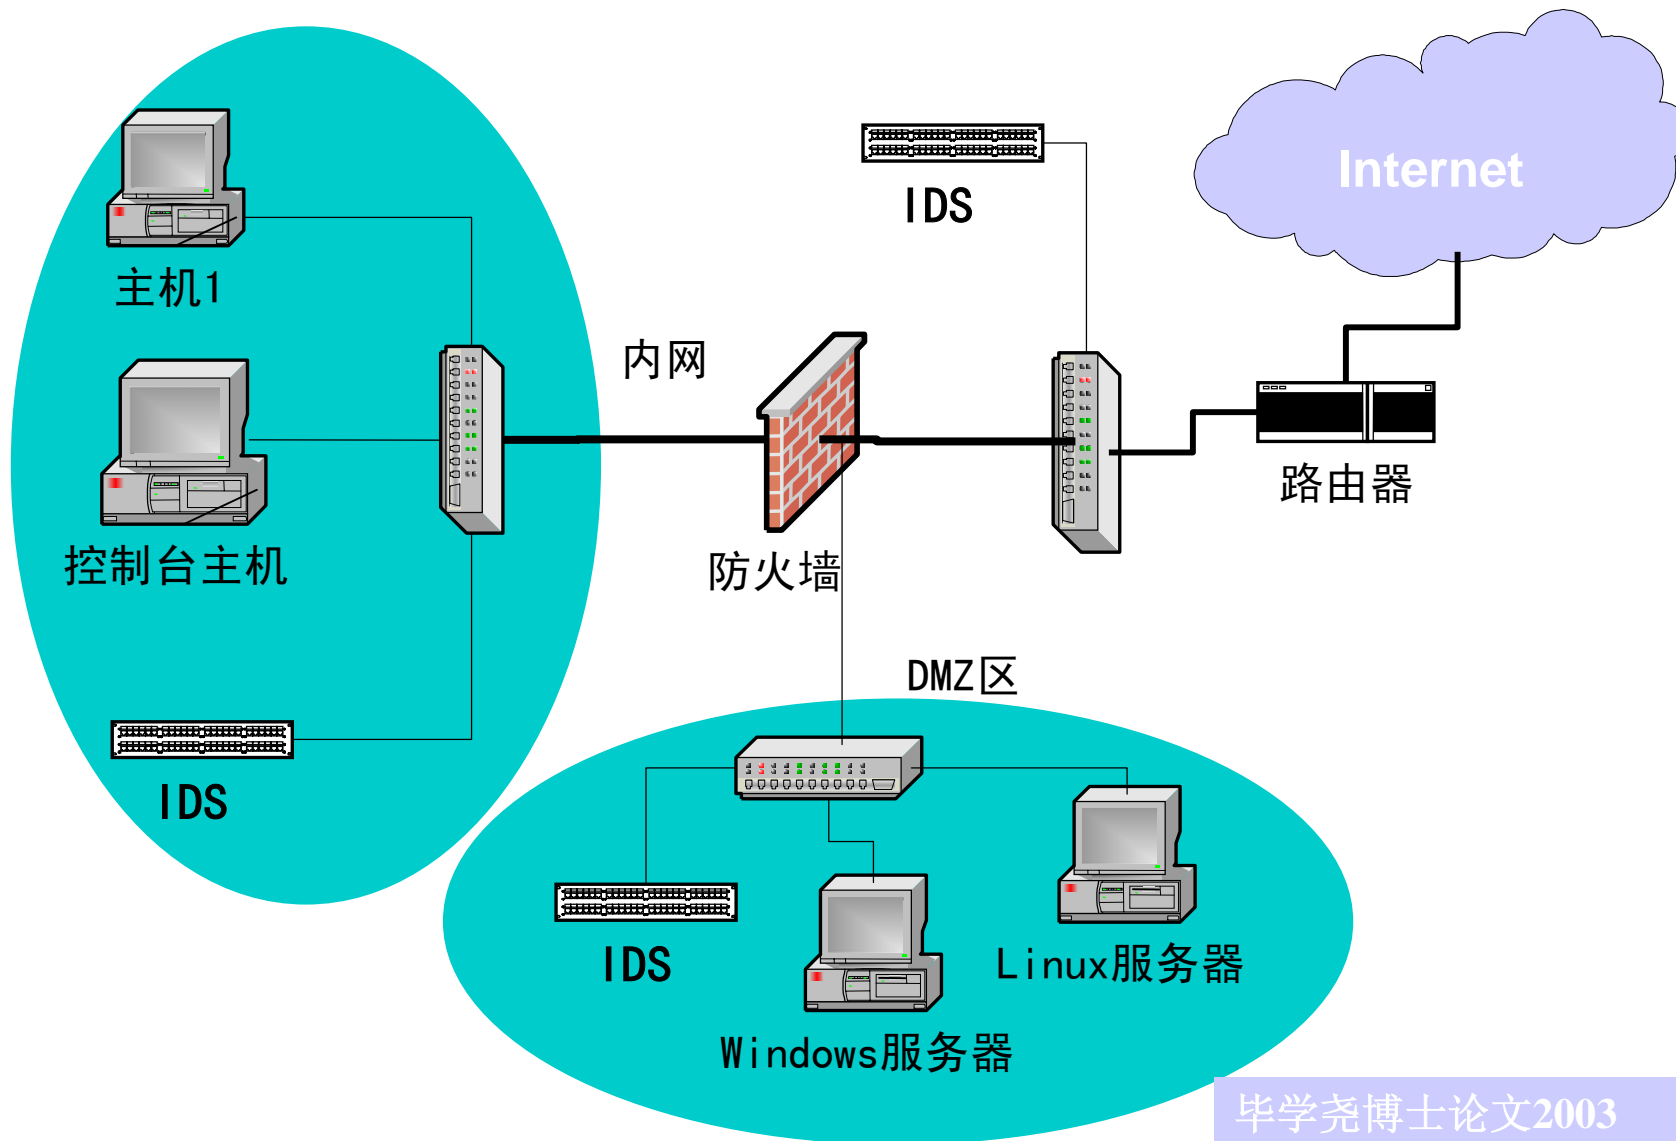 Internet
IDS
主机1
内网
路由器
控制台主机
防火墙
DMZ区
IDS
IDS
Linux服务器
Windows服务器
毕学尧博士论文2003